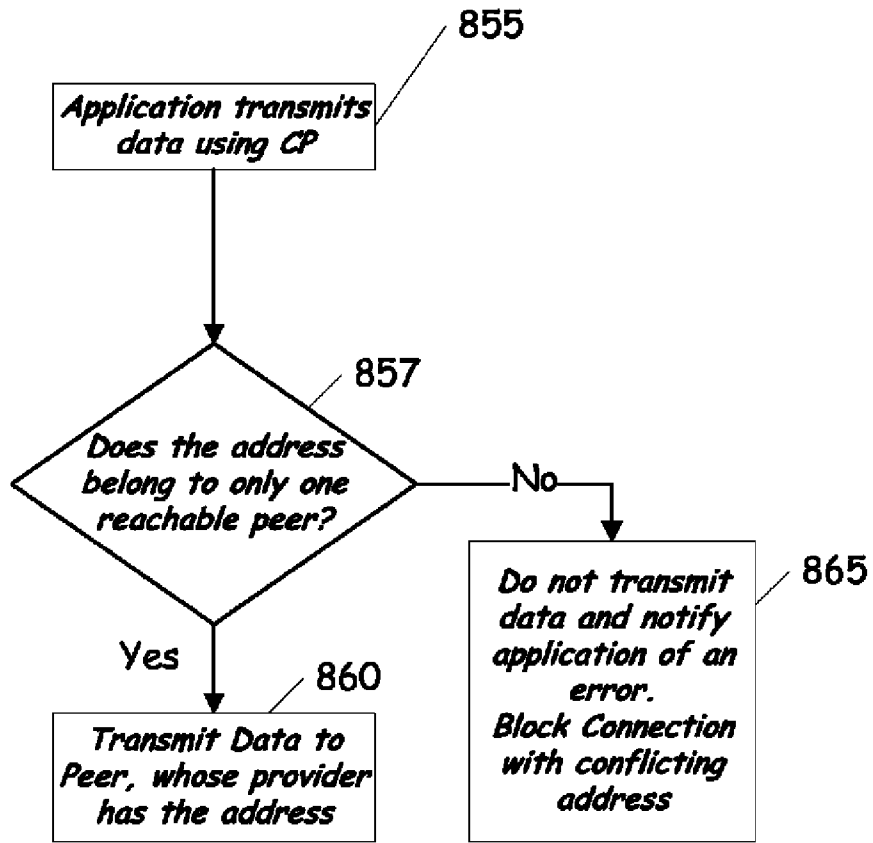 855
Application transmits
data using CP
857
Does the address
belong to only one
reachable peer?
No
865
Do not transmit
data and notify
application of an
error.
Block Connection
with conflicting
address
Yes
860
Transmit Data to
Peer, whose provider
has the address